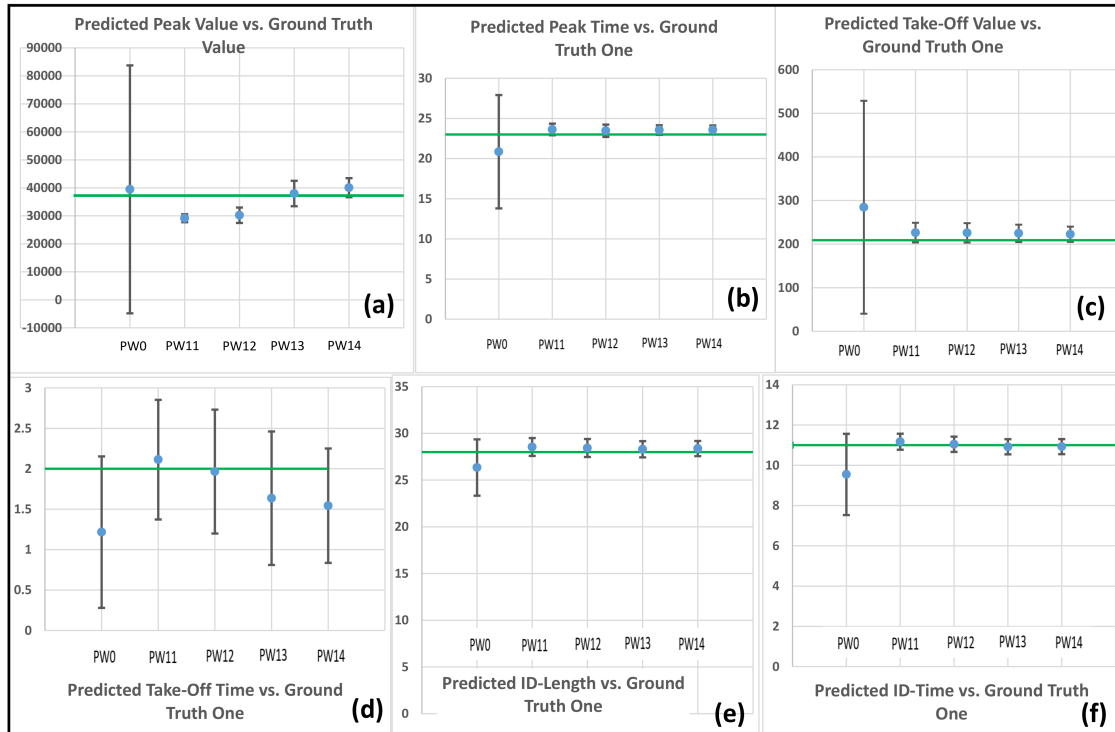 Predicted Peak Value vs. Ground Truth
Value
90000
80000
70000
60000
50000
40000
30000
20000
10000
0
-10000
PW0 PW11 PW12 PW13 PW14
(a)
Predicted Peak Time vs. Ground
Truth One
30
25
20
15
10
5
0
PW0 PW11 PW12 PW13 PW14
(b)
Predicted Take-Off Value vs.
Ground Truth One
600
500
400
300
200
100
0
PW0 PW11 PW12 PW13 PW14
(c)
3
2.5
2
1.5
1
0.5
0
PW0 PW11 PW12 PW13 PW14
Predicted Take-Off Time vs. Ground
Truth One
(d)
35
30
25
20
15
10
5
0
PW0 PW11 PW12 PW13 PW14
Predicted ID-Length vs. Ground
Truth One
(e)
14
12
10
8
6
4
2
0
PW0 PW11 PW12 PW13 PW14
Predicted ID-Time vs. Ground Truth
One
(f)